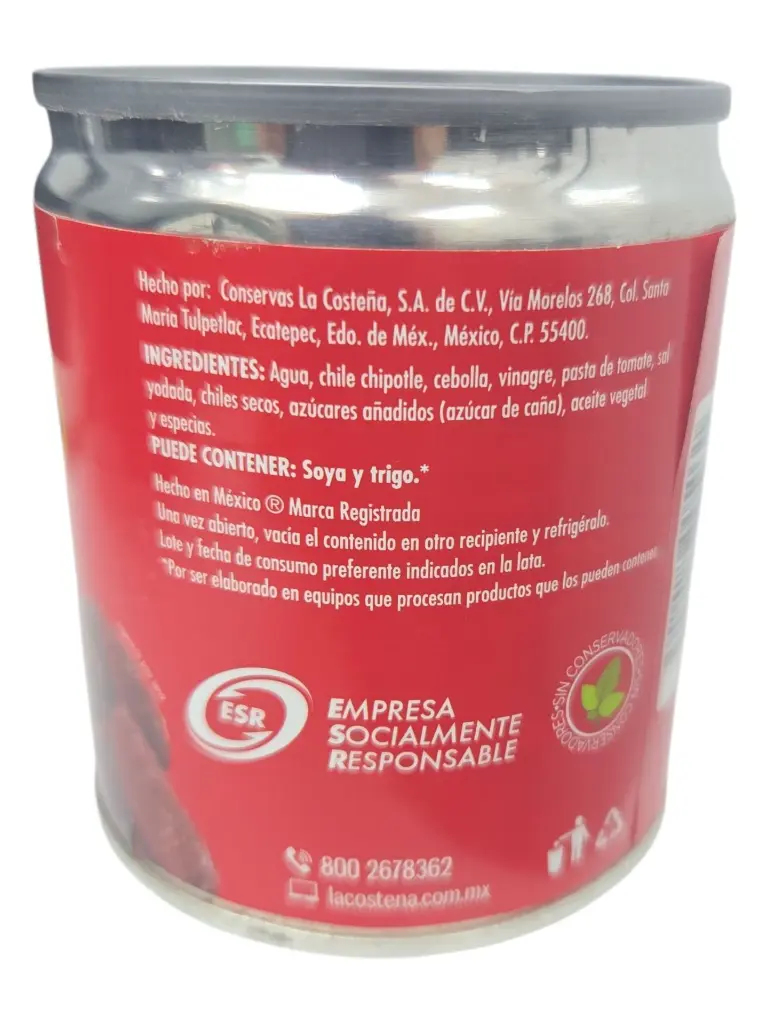 Hecho por: Conservas La Costeña, S.A. de C.V., Vía Morelos 268, Col. Santa
Maria Tulpetlac, Ecatepec, Edo. de Méx., México, C.P. 55400.
INGREDIENTES: Agua, chile chipotle, cebolla, vinagre, pasta de tomate, sal
yodada, chiles secos, azúcares añadidos (azúcar de caña), aceite vegetal
y especias.
PUEDE CONTENER: Soya y trigo.*
Hecho en México ® Marca Registrada
Una vez abierto, vacía el contenido en otro recipiente y refrigéralo.
Lote y fecha de consumo preferente indicados en la lata.
*Por ser elaborado en equipos que procesan productos que los pueden contener.
SIN CONSERVADORES•SIN CONSERVADORES•
ESR
EMPRESA
SOCIALMENTE
RESPONSABLE
800 2678362
lacostena.com.mx